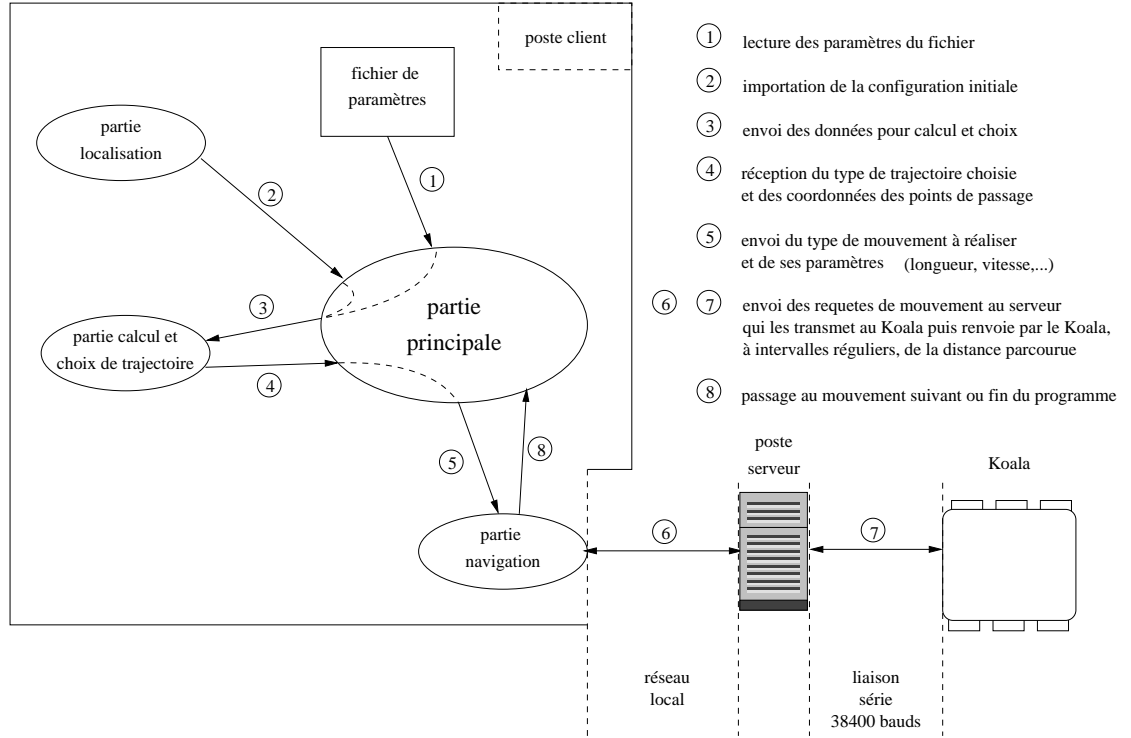 poste client
fichier de
paramètres
partie
localisation
1
2
partie
principale
3
partie calcul et
choix de trajectoire
4
5
8
partie
navigation
1 lecture des paramètres du fichier
2 importation de la configuration initiale
3 envoi des données pour calcul et choix
4 réception du type de trajectoire choisie
et des coordonnées des points de passage
5 envoi du type de mouvement à réaliser
et de ses paramètres (longueur, vitesse,...)
6 7 envoi des requetes de mouvement au serveur
qui les transmet au Koala puis renvoie par le Koala,
à intervalles réguliers, de la distance parcourue
8 passage au mouvement suivant ou fin du programme
poste
serveur
Koala
6
7
réseau
local
liaison
série
38400 bauds